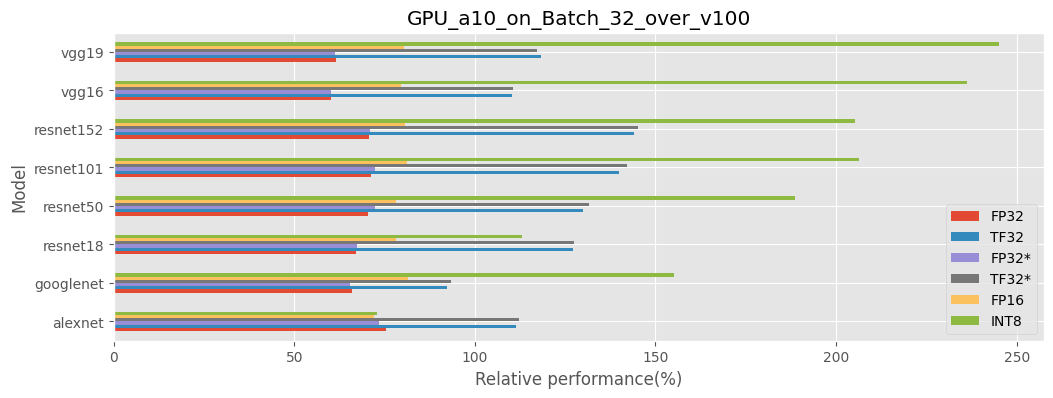 GPU_a10_on_Batch_32_over_v100
Model
vgg19
vgg16
resnet152
resnet101
resnet50
resnet18
googlenet
alexnet
FP32
TF32
FP32*
TF32*
FP16
INT8
0 50 100 150 200 250
Relative performance(%)